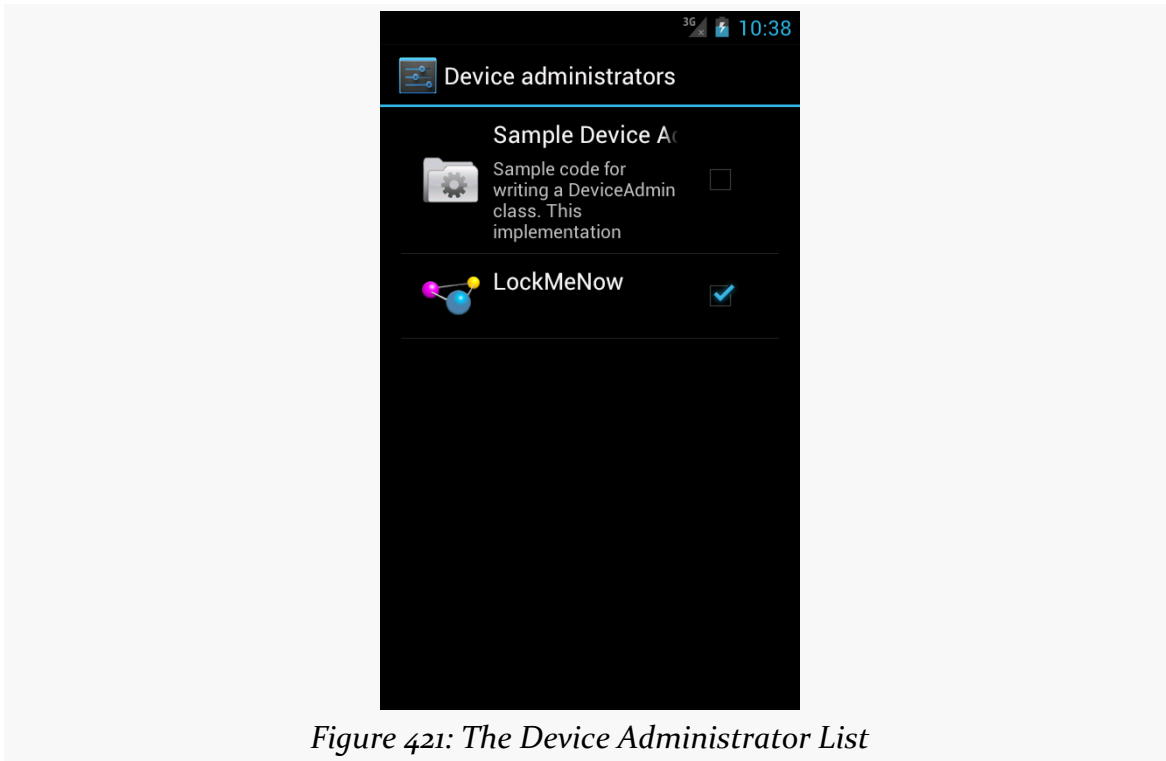 3G 10:38
Device administrators
Sample Device Ad
Sample code for
writing a DeviceAdmin
class. This
implementation
LockMeNow
Figure 421: The Device Administrator List